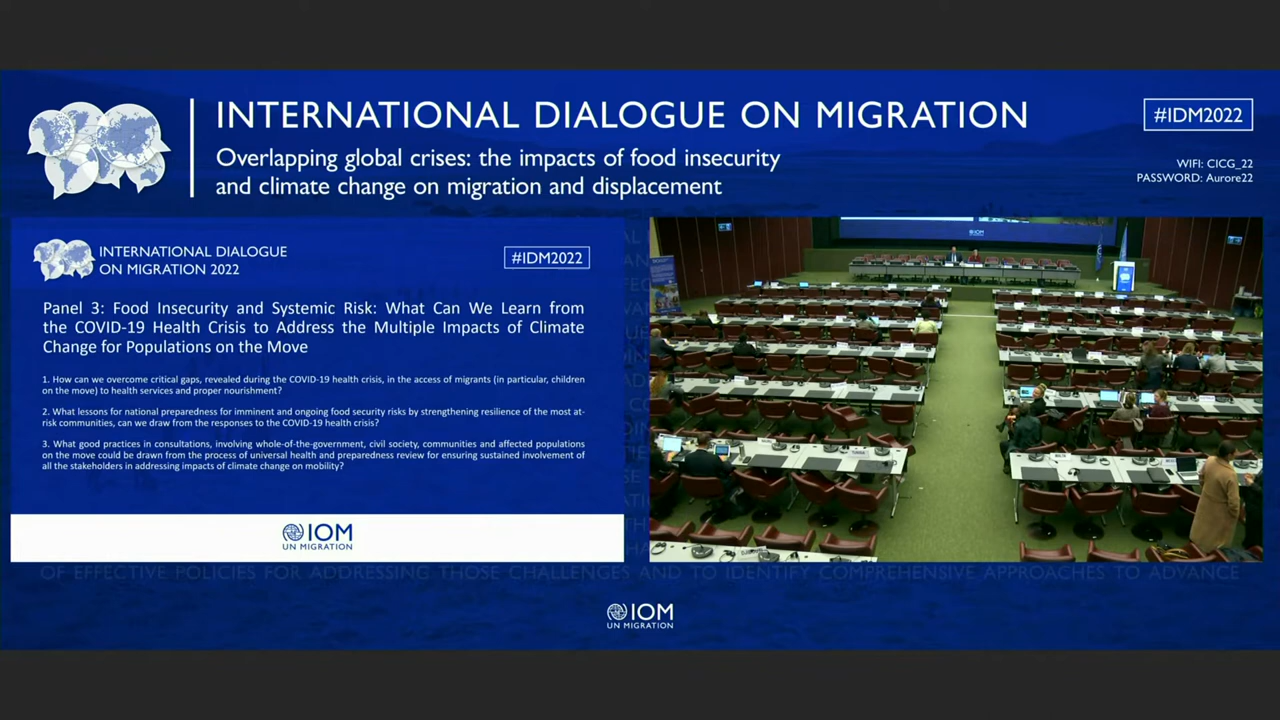 INTERNATIONAL DIALOGUE ON MIGRATION
Overlapping global crises: the impacts of food insecurity
and climate change on migration and displacement
#IDM2022
WIFI: CICG_22
PASSWORD: Aurore22
INTERNATIONAL DIALOGUE
ON MIGRATION 2022
#IDM2022
Panel 3: Food Insecurity and Systemic Risk: What Can We Learn from
the COVID-19 Health Crisis to Address the Multiple Impacts of Climate
Change for Populations on the Move
1. How can we overcome critical gaps, revealed during the COVID-19 health crisis, in the access of migrants (in particular, children
on the move) to health services and proper nourishment?
2. What lessons for national preparedness for imminent and ongoing food security risks by strengthening resilience of the most at-
risk communities, can we draw from the responses to the COVID-19 health crisis?
3. What good practices in consultations, involving whole-of-the-government, civil society, communities and affected populations
on the move could be drawn from the process of universal health and preparedness review for ensuring sustained involvement of
all the stakeholders in addressing impacts of climate change on mobility?
IOM
UN MIGRATION
IOM
OF EFFECTIVE POLICIES FOR ADDRESSING THOSE CHALLENGES AND TO IDENTIFY COMPREHENSIVE APPROACHES TO ADVANCE
IOM
UN MIGRATION